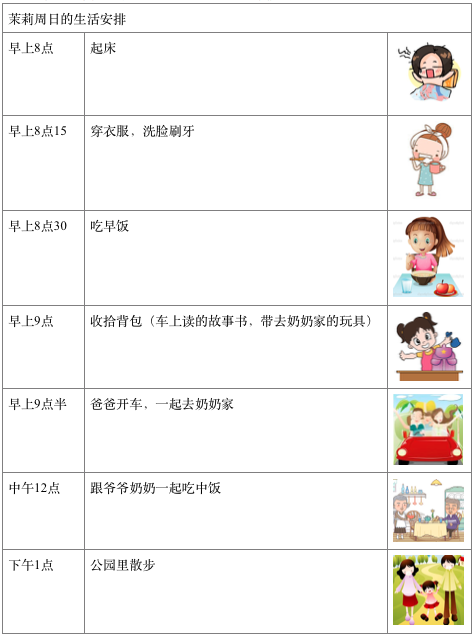 茉莉周日的生活安排
早上8点 起床
早上8点15 穿衣服，洗脸刷牙
早上8点30 吃早饭
早上9点 收拾背包（车上读的故事书，带去奶奶家的玩具）
早上9点半 爸爸开车，一起去奶奶家
中午12点 跟爷爷奶奶一起吃中饭
下午1点 公园里散步